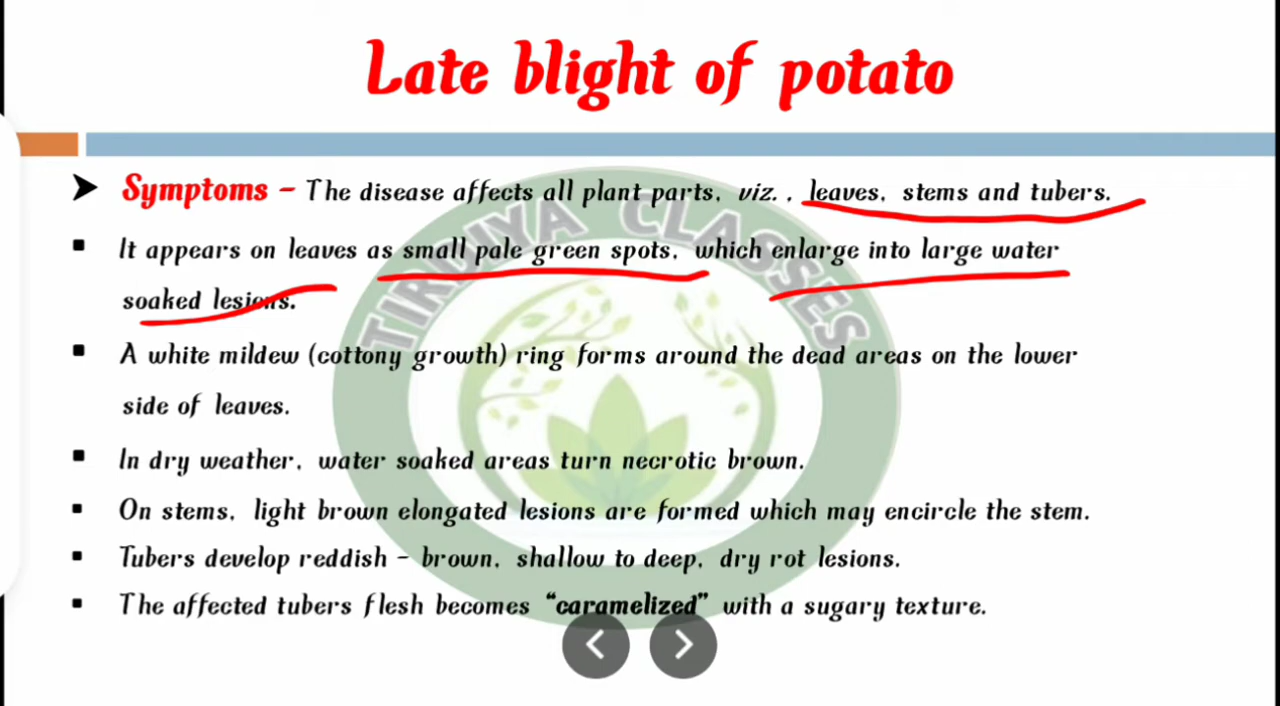 Late blight of potato
➤ Symptoms – The disease affects all plant parts, viz. , leaves, stems and tubers.
▪ It appears on leaves as small pale green spots, which enlarge into large water
soaked lesions.
▪ A white mildew (cottony growth) ring forms around the dead areas on the lower
side of leaves.
▪ In dry weather, water soaked areas turn necrotic brown.
▪ On stems, light brown elongated lesions are formed which may encircle the stem.
▪ Tubers develop reddish – brown, shallow to deep, dry rot lesions.
▪ The affected tubers flesh becomes “caramelized” with a sugary texture.
TIRDUYA CLASSES